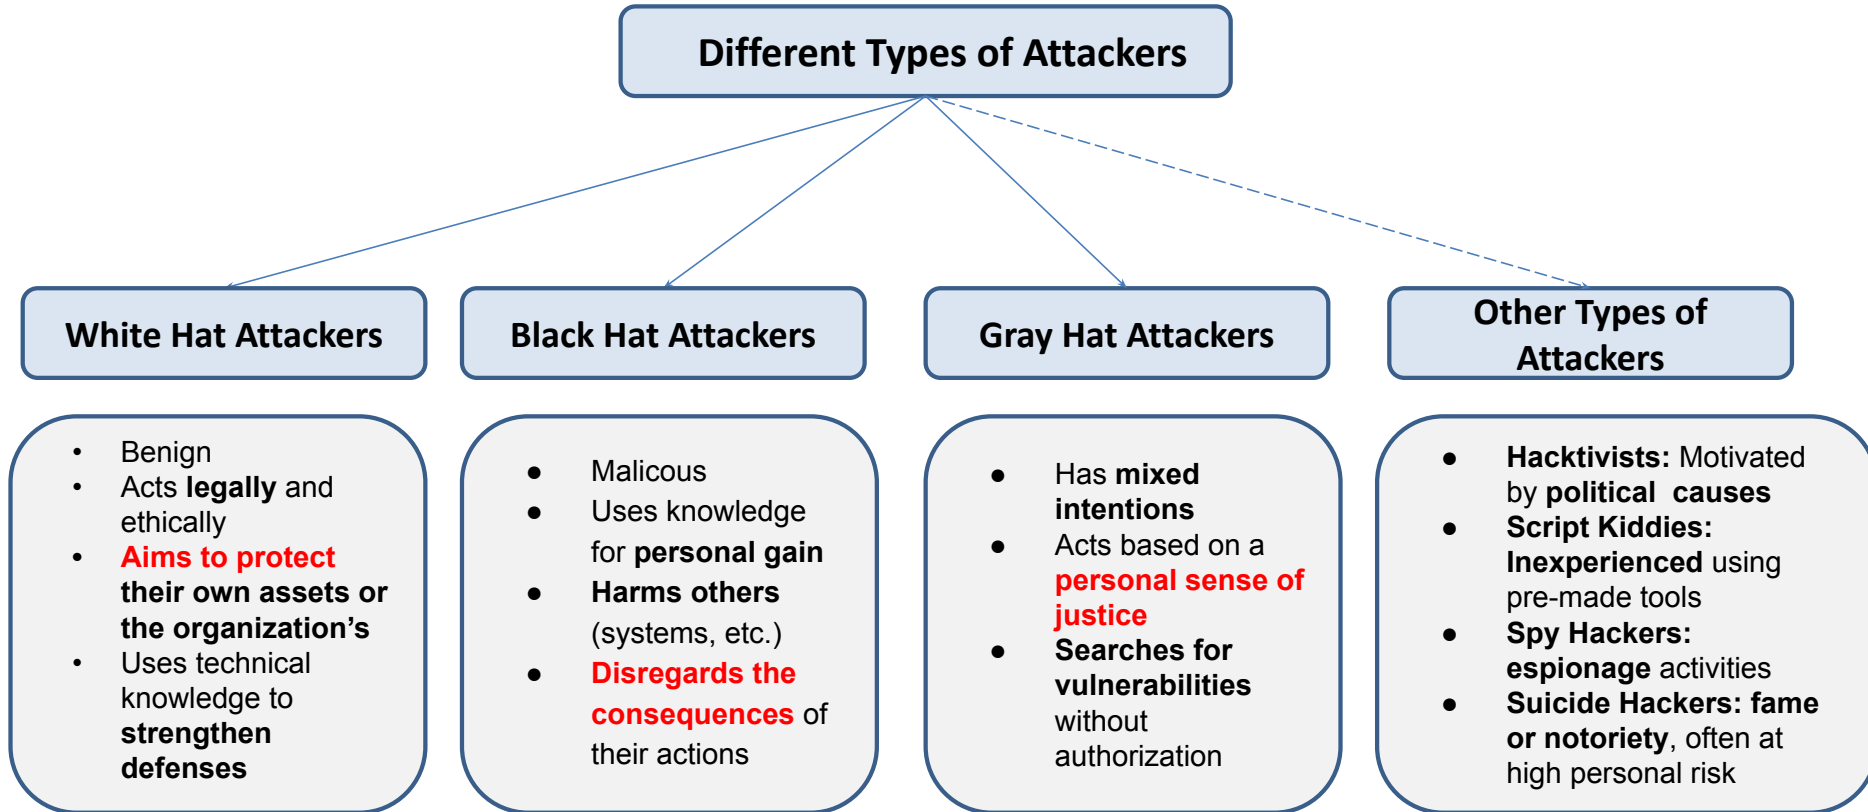 Different Types of Attackers
White Hat Attackers
• Benign
• Acts legally and
ethically
• Aims to protect
their own assets or
the organization’s
• Uses technical
knowledge to
strengthen
defenses
Black Hat Attackers
● Malicous
● Uses knowledge
for personal gain
● Harms others
(systems, etc.)
● Disregards the
consequences of
their actions
Gray Hat Attackers
● Has mixed
intentions
● Acts based on a
personal sense of
justice
● Searches for
vulnerabilities
without
authorization
Other Types of
Attackers
● Hacktivists: Motivated
by political causes
● Script Kiddies:
Inexperienced using
pre-made tools
● Spy Hackers:
espionage activities
● Suicide Hackers: fame
or notoriety, often at
high personal risk